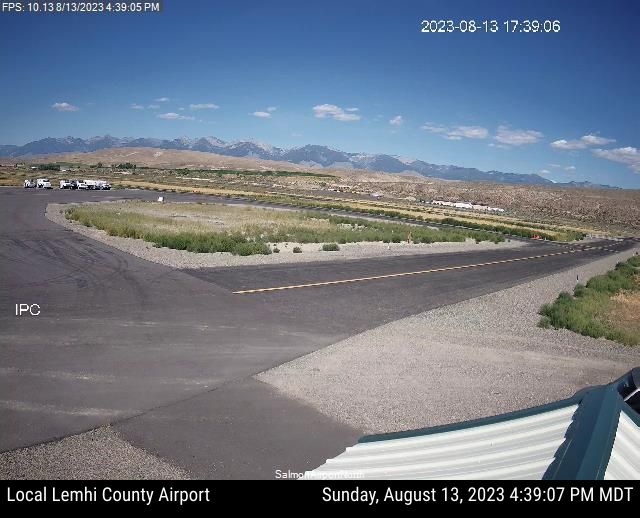 FPS: 10.13 8/13/2023 4:39:05 PM
2023-08-13 17:39:06
IPC
SalmonAirportNorth
Local Lemhi County Airport
Sunday, August 13, 2023 4:39:07 PM MDT